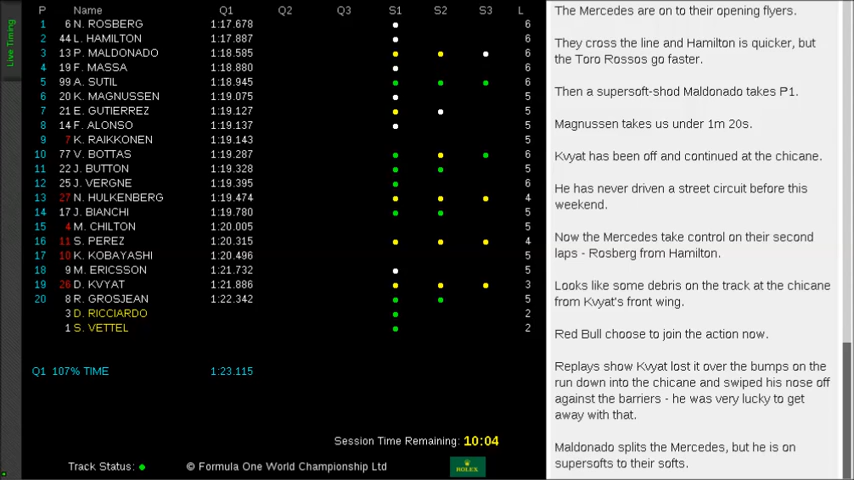 Live Timing
P Name Q1 Q2 Q3 S1 S2 S3 L
1 6 N. ROSBERG 1:17.678 6
2 44 L. HAMILTON 1:17.887 6
3 13 P. MALDONADO 1:18.585 6
4 19 F. MASSA 1:18.880 6
5 99 A. SUTIL 1:18.945 6
6 20 K. MAGNUSSEN 1:19.075 5
7 21 E. GUTIERREZ 1:19.127 5
8 14 F. ALONSO 1:19.137 5
9 7 K. RAIKKONEN 1:19.143 5
10 77 V. BOTTAS 1:19.287 6
11 22 J. BUTTON 1:19.328 5
12 25 J. VERGNE 1:19.395 6
13 27 N. HULKENBERG 1:19.474 4
14 17 J. BIANCHI 1:19.780 5
15 4 M. CHILTON 1:20.005 5
16 11 S. PEREZ 1:20.315 4
17 10 K. KOBAYASHI 1:20.496 5
18 9 M. ERICSSON 1:21.732 5
19 26 D. KVYAT 1:21.886 3
20 8 R. GROSJEAN 1:22.342 5
3 D. RICCIARDO 2
1 S. VETTEL 2
Q1 107% TIME 1:23.115
Session Time Remaining: 10:04
Track Status: © Formula One World Championship Ltd
ROLEX
The Mercedes are on to their opening flyers.
They cross the line and Hamilton is quicker, but
the Toro Rossos go faster.
Then a supersoft-shod Maldonado takes P1.
Magnussen takes us under 1m 20s.
Kvyat has been off and continued at the chicane.
He has never driven a street circuit before this
weekend.
Now the Mercedes take control on their second
laps - Rosberg from Hamilton.
Looks like some debris on the track at the chicane
from Kvyat's front wing.
Red Bull choose to join the action now.
Replays show Kvyat lost it over the bumps on the
run down into the chicane and swiped his nose off
against the barriers - he was very lucky to get
away with that.
Maldonado splits the Mercedes, but he is on
supersofts to their softs.